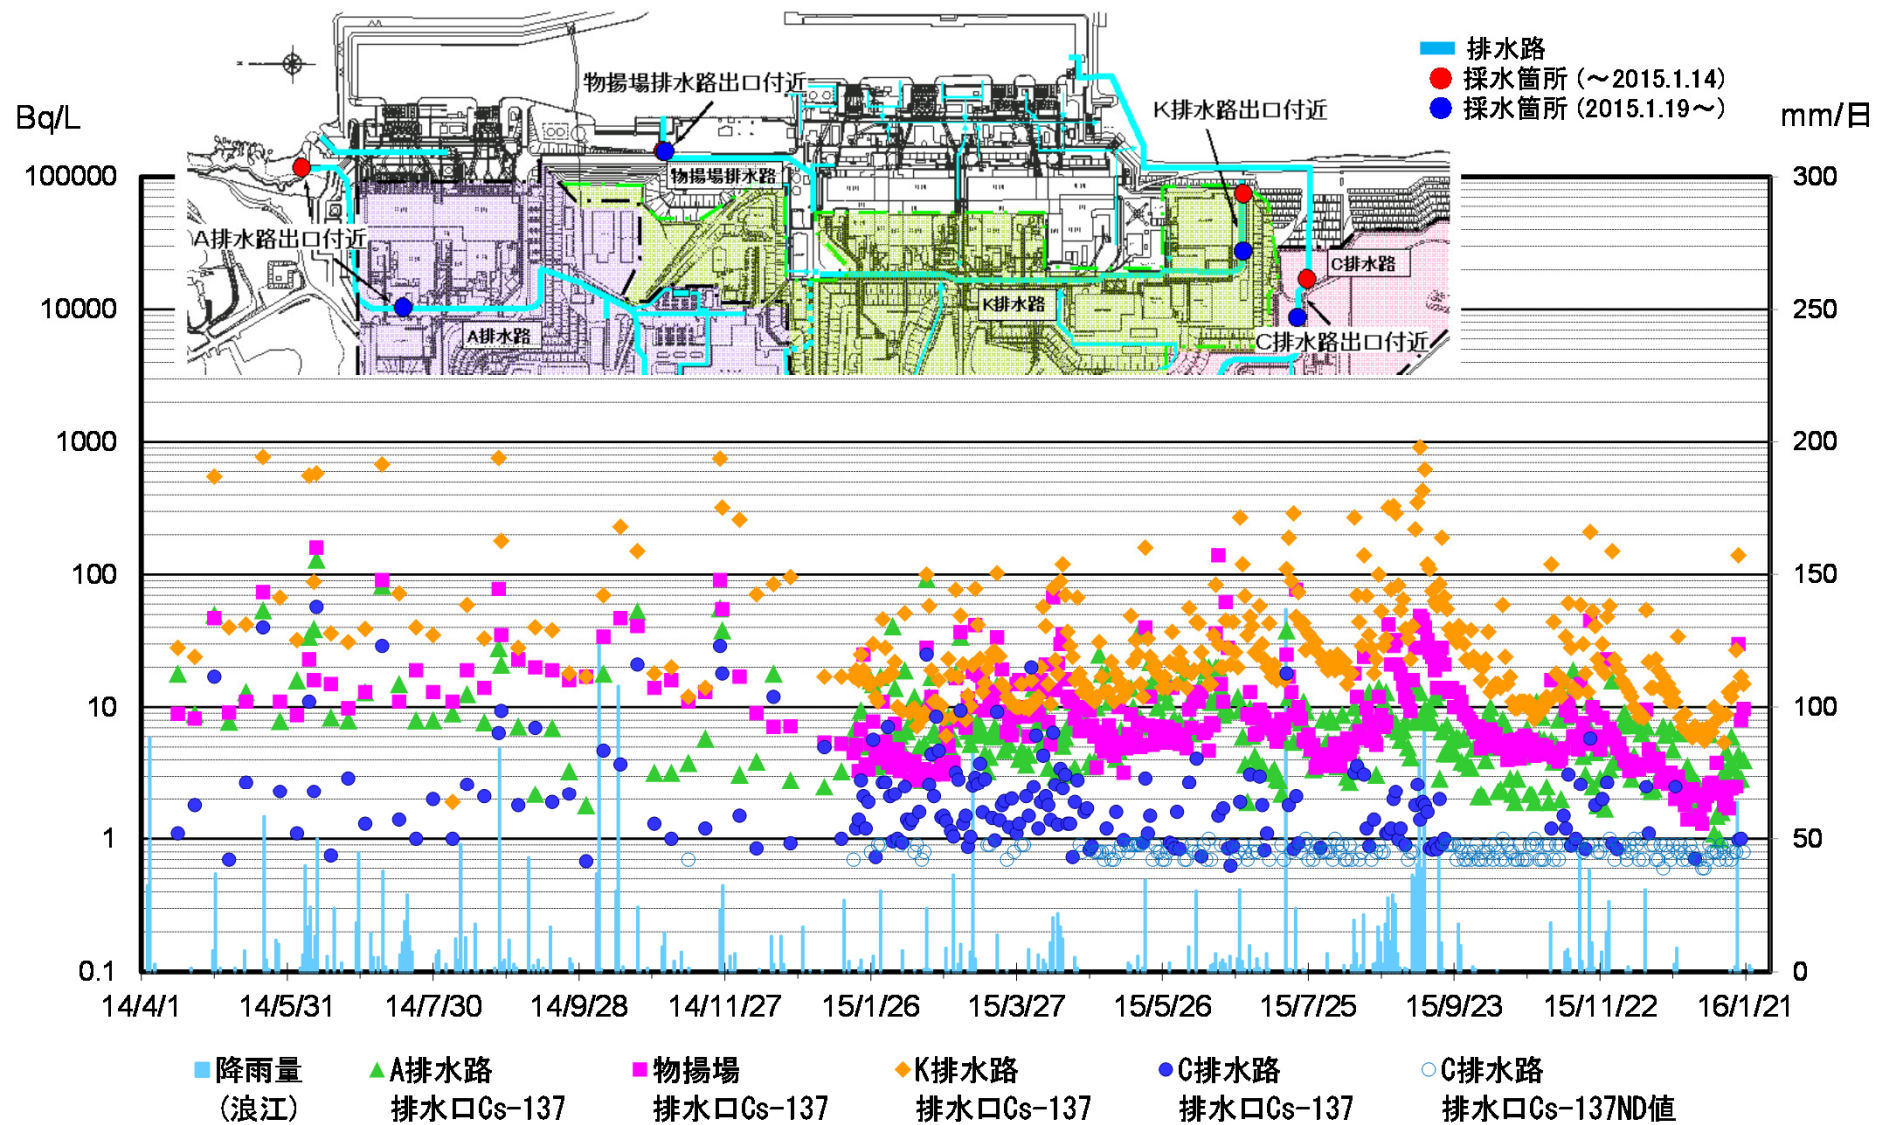 排水路
採水箇所 (～2015.1.14)
採水箇所 (2015.1.19～)
物揚場排水路出口付近
K排水路出口付近
Bq/L
mm/日
物揚場排水路
A排水路出口付近
C排水路
K排水路
A排水路
C排水路出口付近
100000
10000
1000
100
10
1
0.1
300
250
200
150
100
50
0
14/4/1
14/5/31
14/7/30
14/9/28
14/11/27
15/1/26
15/3/27
15/5/26
15/7/25
15/9/23
15/11/22
16/1/21
降雨量
(浪江)
A排水路
排水口Cs-137
物揚場
排水口Cs-137
K排水路
排水口Cs-137
C排水路
排水口Cs-137
C排水路
排水口Cs-137ND値